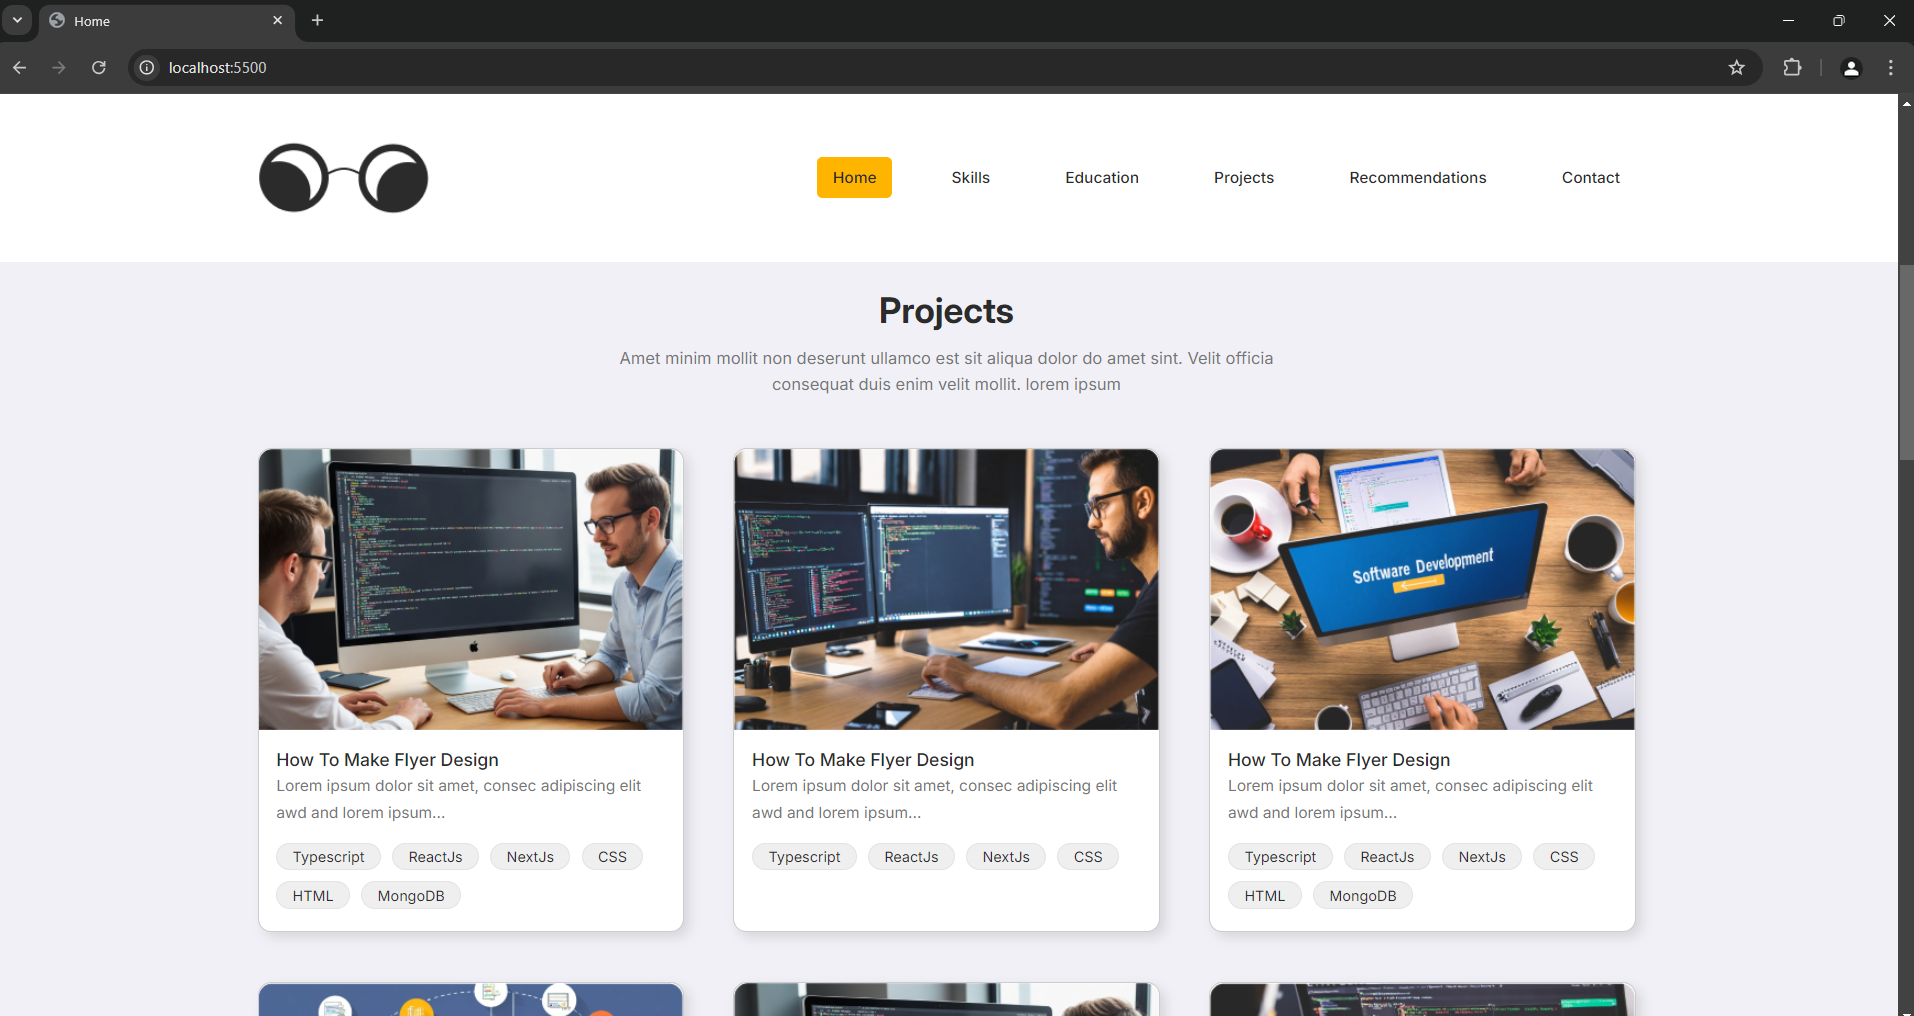 Home
localhost:5500
Home Skills Education Projects Recommendations Contact
Projects
Amet minim mollit non deserunt ullamco est sit aliqua dolor do amet sint. Velit officia
consequat duis enim velit mollit. lorem ipsum
Software Development
How To Make Flyer Design
Lorem ipsum dolor sit amet, consec adipiscing elit
awd and lorem ipsum...
Typescript ReactJs NextJs CSS
HTML MongoDB
How To Make Flyer Design
Lorem ipsum dolor sit amet, consec adipiscing elit
awd and lorem ipsum...
Typescript ReactJs NextJs CSS
How To Make Flyer Design
Lorem ipsum dolor sit amet, consec adipiscing elit
awd and lorem ipsum...
Typescript ReactJs NextJs CSS
HTML MongoDB